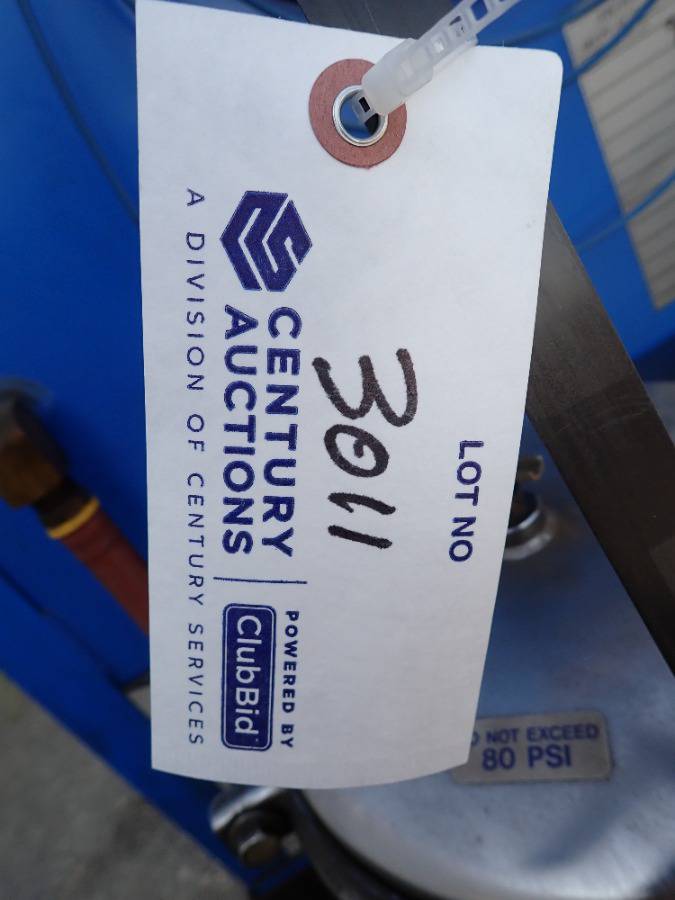 LOT NO
3011
CENTURY
AUCTIONS
POWERED BY
ClubBid
A DIVISION OF CENTURY SERVICES
NOT EXCEED
80 PSI